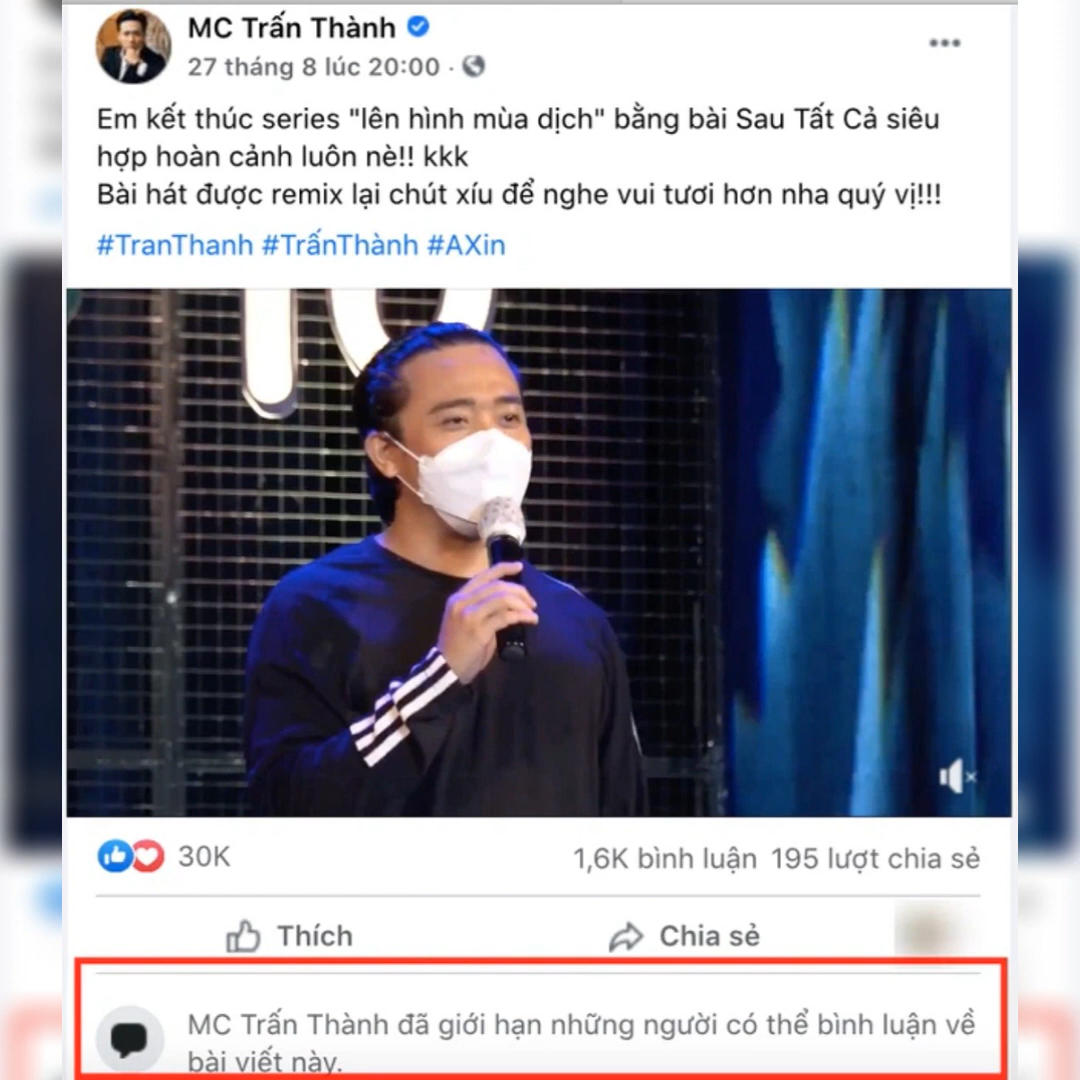 MC Trấn Thành
27 tháng 8 lúc 20:00 ·
Em kết thúc series "lên hình mùa dịch" bằng bài Sau Tất Cả siêu
hợp hoàn cảnh luôn nè!! kkk
Bài hát được remix lại chút xíu để nghe vui tươi hơn nha quý vị!!!
#TranThanh #TrấnThành #AXin
30K
1,6K bình luận 195 lượt chia sẻ
Thích
Chia sẻ
MC Trấn Thành đã giới hạn những người có thể bình luận về
bài viết này.